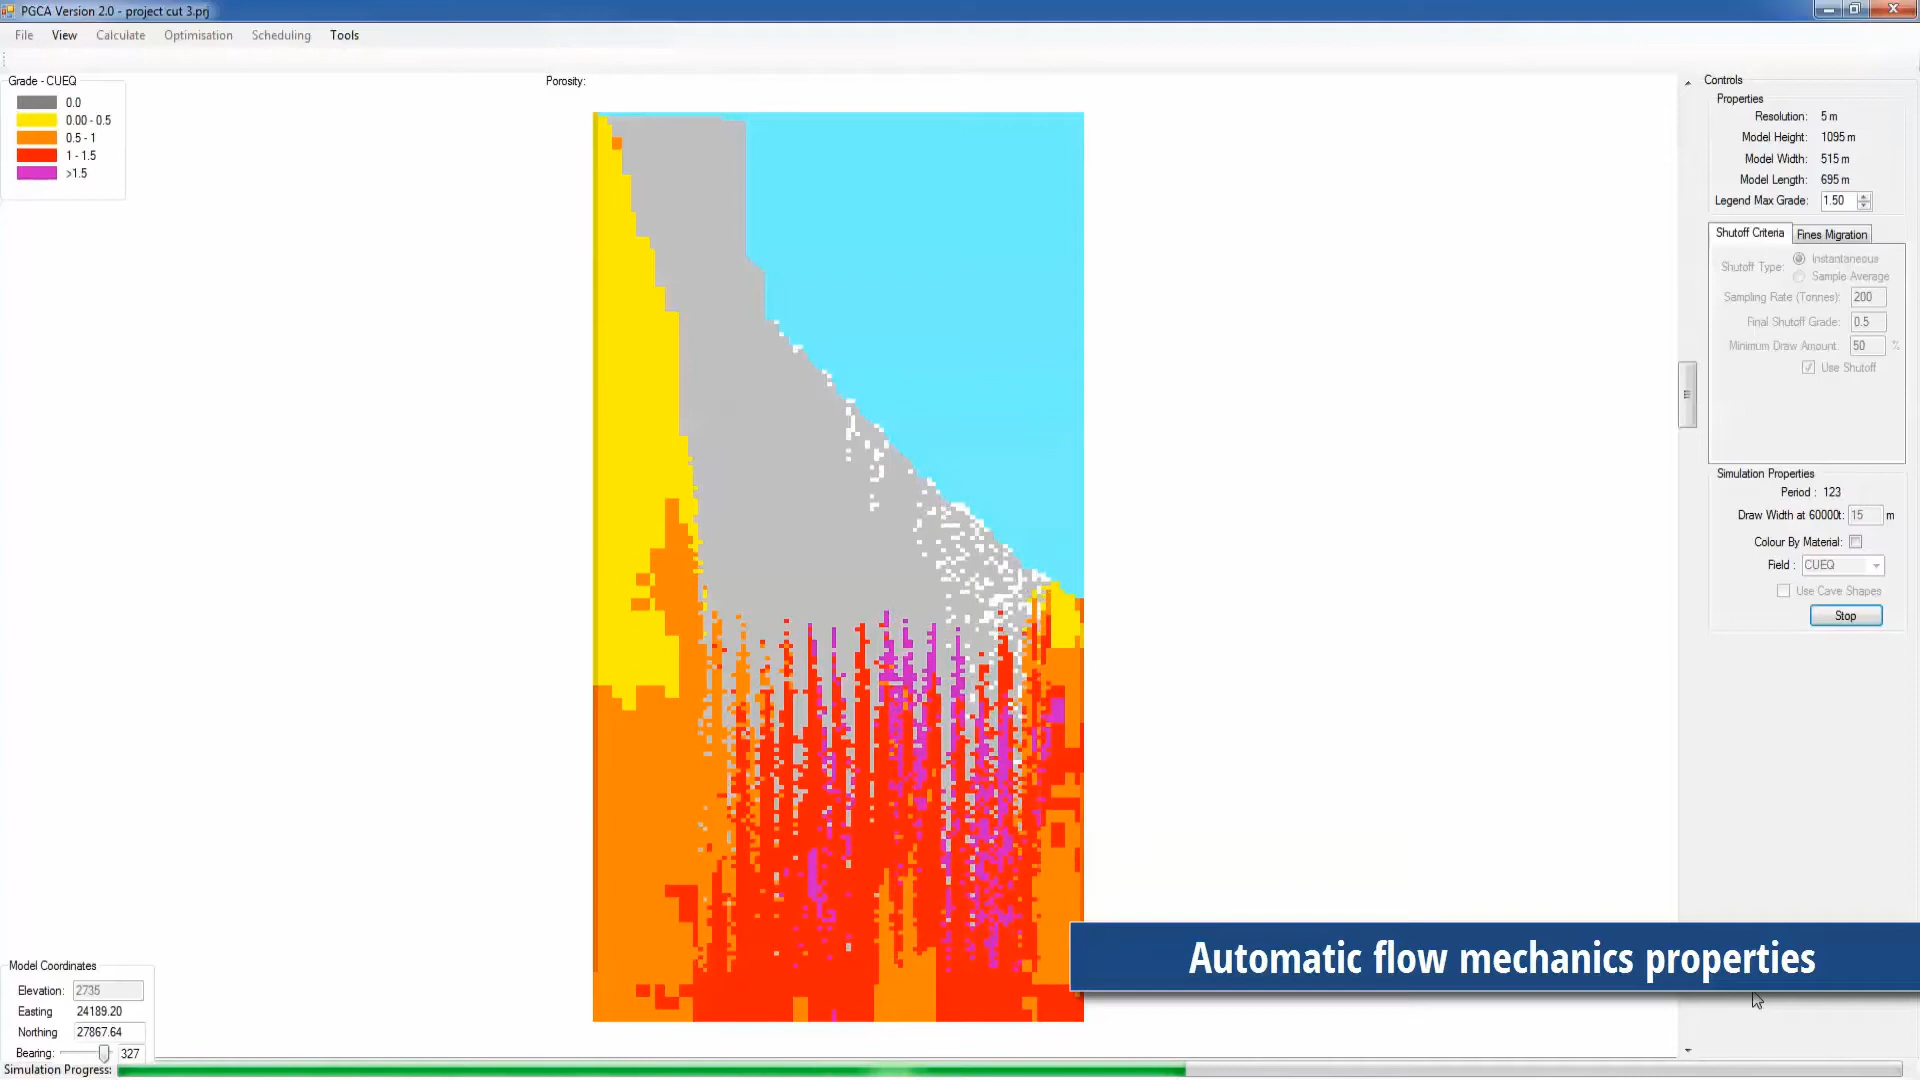 PGCA Version 2.0 - project cut 3.prj
File View Calculate Optimisation Scheduling Tools
Grade - CUEQ
0.0
0.00 - 0.5
0.5 - 1
1 - 1.5
>1.5
Porosity:
Controls
Properties
Resolution: 5 m
Model Height: 1095 m
Model Width: 515 m
Model Length: 695 m
Legend Max Grade: 1.50
Shutoff Criteria Fines Migration
Shutoff Type: Instantaneous
Sample Average
Sampling Rate (Tonnes): 200
Final Shutoff Grade: 0.5
Minimum Draw Amount: 50 %
Use Shutoff
Simulation Properties
Period : 123
Draw Width at 60000t: 15 m
Colour By Material:
Field : CUEQ
Use Cave Shapes
Stop
Automatic flow mechanics properties
Model Coordinates
Elevation: 2735
Easting 24189.20
Northing 27867.64
Bearing: 327
Simulation Progress: